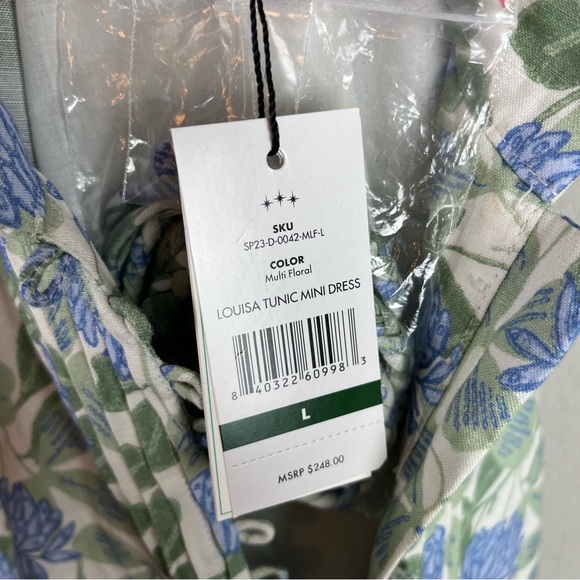 SKU
SP23-D-0042-MLF-L
COLOR
Multi Floral
LOUISA TUNIC MINI DRESS
8 40322 60998 3
L
MSRP $248.00